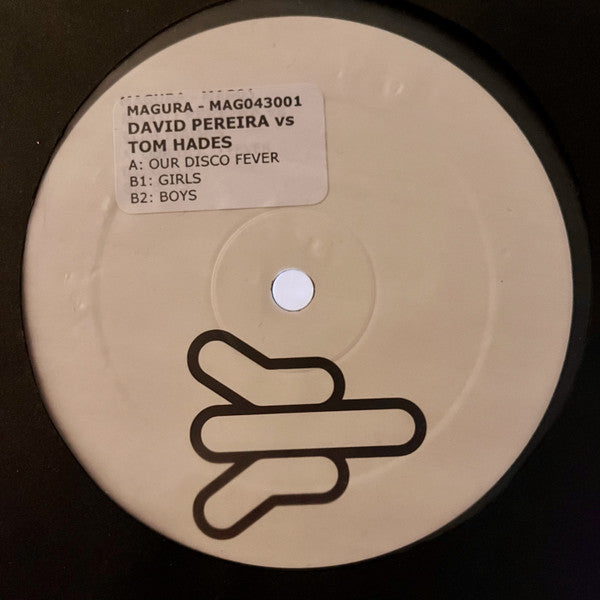 MAGURA - MAG043001
DAVID PEREIRA vs
TOM HADES
A: OUR DISCO FEVER
B1: GIRLS
B2: BOYS